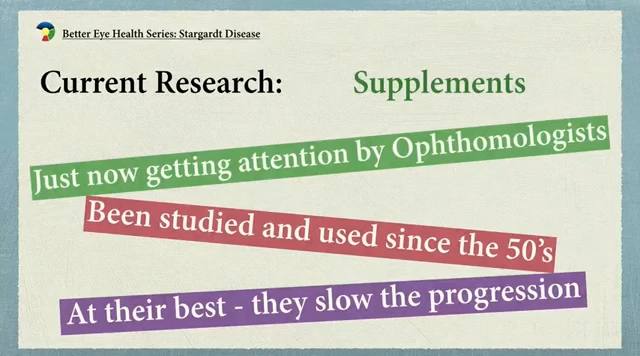 Better Eye Health Series: Stargardt Disease
Current Research: Supplements
Just now getting attention by Ophthomologists
Been studied and used since the 50's
At their best - they slow the progression